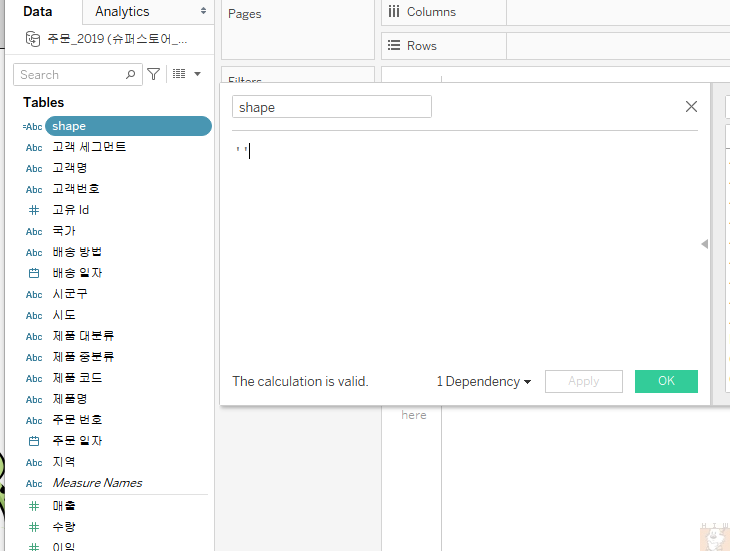 Data
Analytics
주문_2019 (슈퍼스토어_...
Search
Tables
=Abc shape
Abc 고객 세그먼트
Abc 고객명
Abc 고객번호
# 고유 Id
Abc 국가
Abc 배송 방법
배송 일자
Abc 시군구
Abc 시도
Abc 제품 대분류
Abc 제품 중분류
Abc 제품 코드
Abc 제품명
Abc 주문 번호
주문 일자
Abc 지역
Abc Measure Names
# 매출
# 수량
# 이익
Pages
Columns
Rows
Filters
shape
' '
The calculation is valid.
1 Dependency
Apply
OK
here